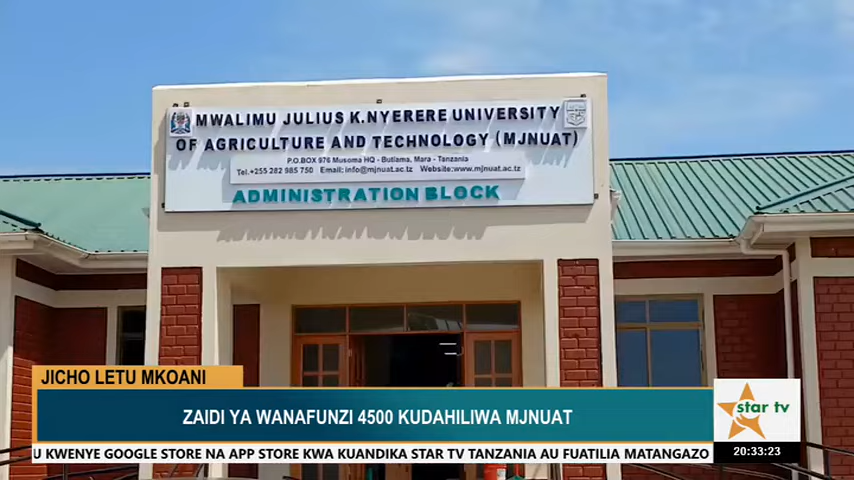 MWALIMU JULIUS K.NYERERE UNIVERSITY
OF AGRICULTURE AND TECHNOLOGY (MJNUAT)
P.O.BOX 976 Musoma HQ - Butiama, Mara - Tanzania
Tel.+255 282 985 750 Email: info@mjnuat.ac.tz Website:www.mjnuat.ac.tz
ADMINISTRATION BLOCK
JICHO LETU MKOANI
ZAIDI YA WANAFUNZI 4500 KUDAHILIWA MJNUAT
star tv
U KWENYE GOOGLE STORE NA APP STORE KWA KUANDIKA STAR TV TANZANIA AU FUATILIA MATANGAZO
20:33:23